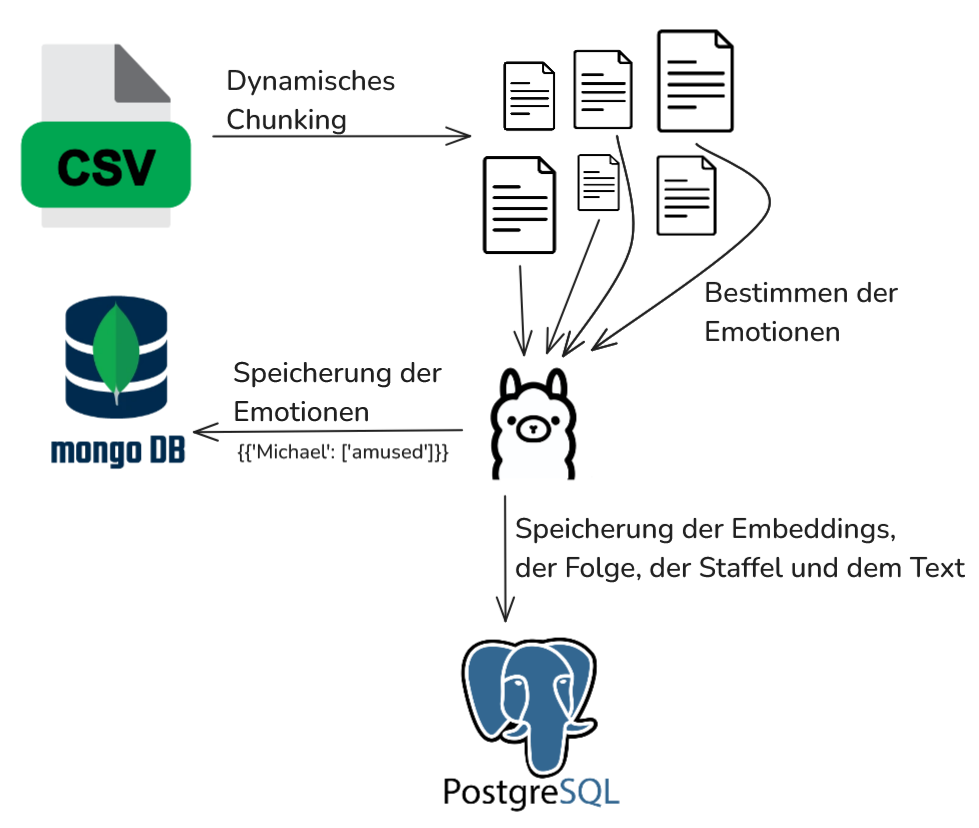 CSV
Dynamisches
Chunking
Bestimmen der
Emotionen
Speicherung der
Emotionen
{{'Michael': ['amused']}}
mongo DB
Speicherung der Embeddings,
der Folge, der Staffel und dem Text
PostgreSQL